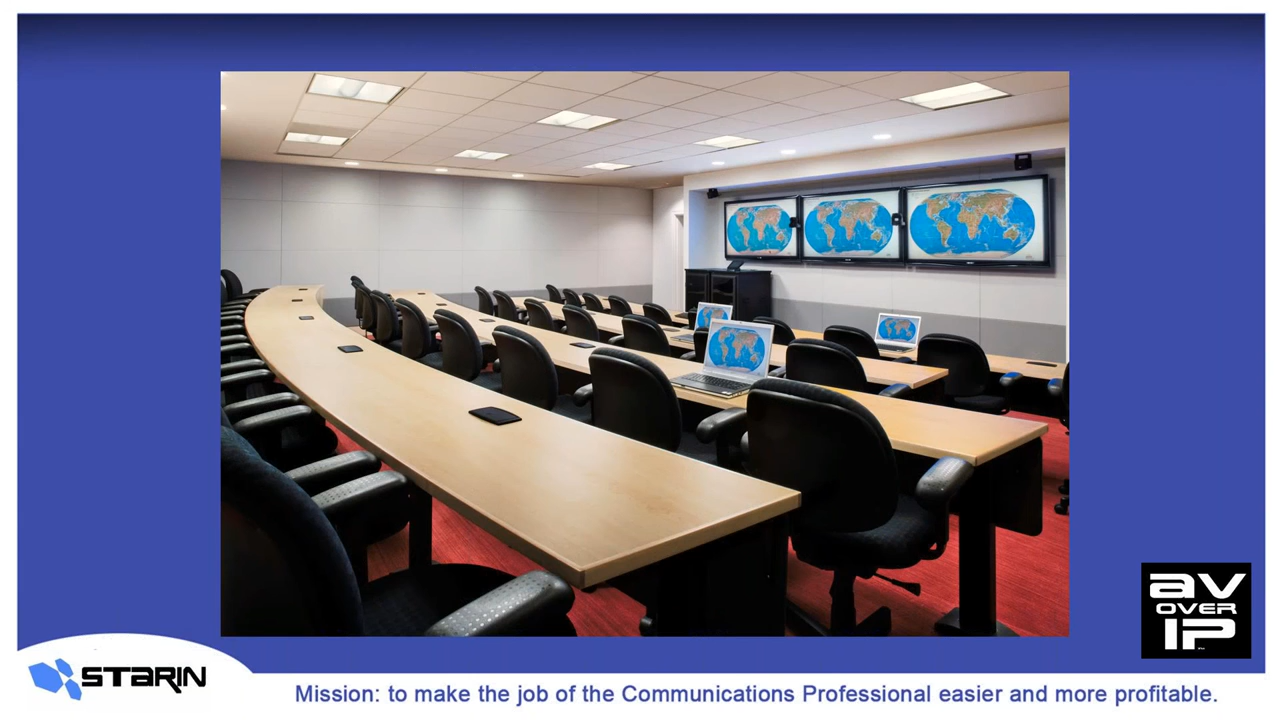 av
OVER
IP
STARIN
Mission: to make the job of the Communications Professional easier and more profitable.